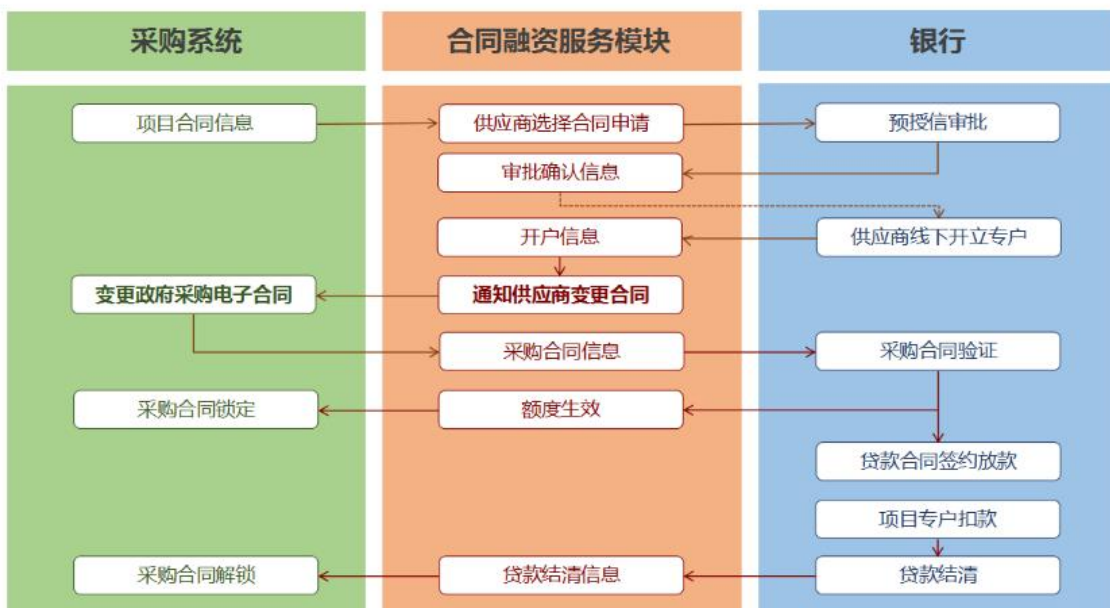 采购系统
合同融资服务模块
银行
项目合同信息
供应商选择合同申请
预授信审批
审批确认信息
开户信息
供应商线下开立专户
变更政府采购电子合同
通知供应商变更合同
采购合同信息
采购合同验证
采购合同锁定
额度生效
贷款合同签约放款
项目专户扣款
采购合同解锁
贷款结清信息
贷款结清